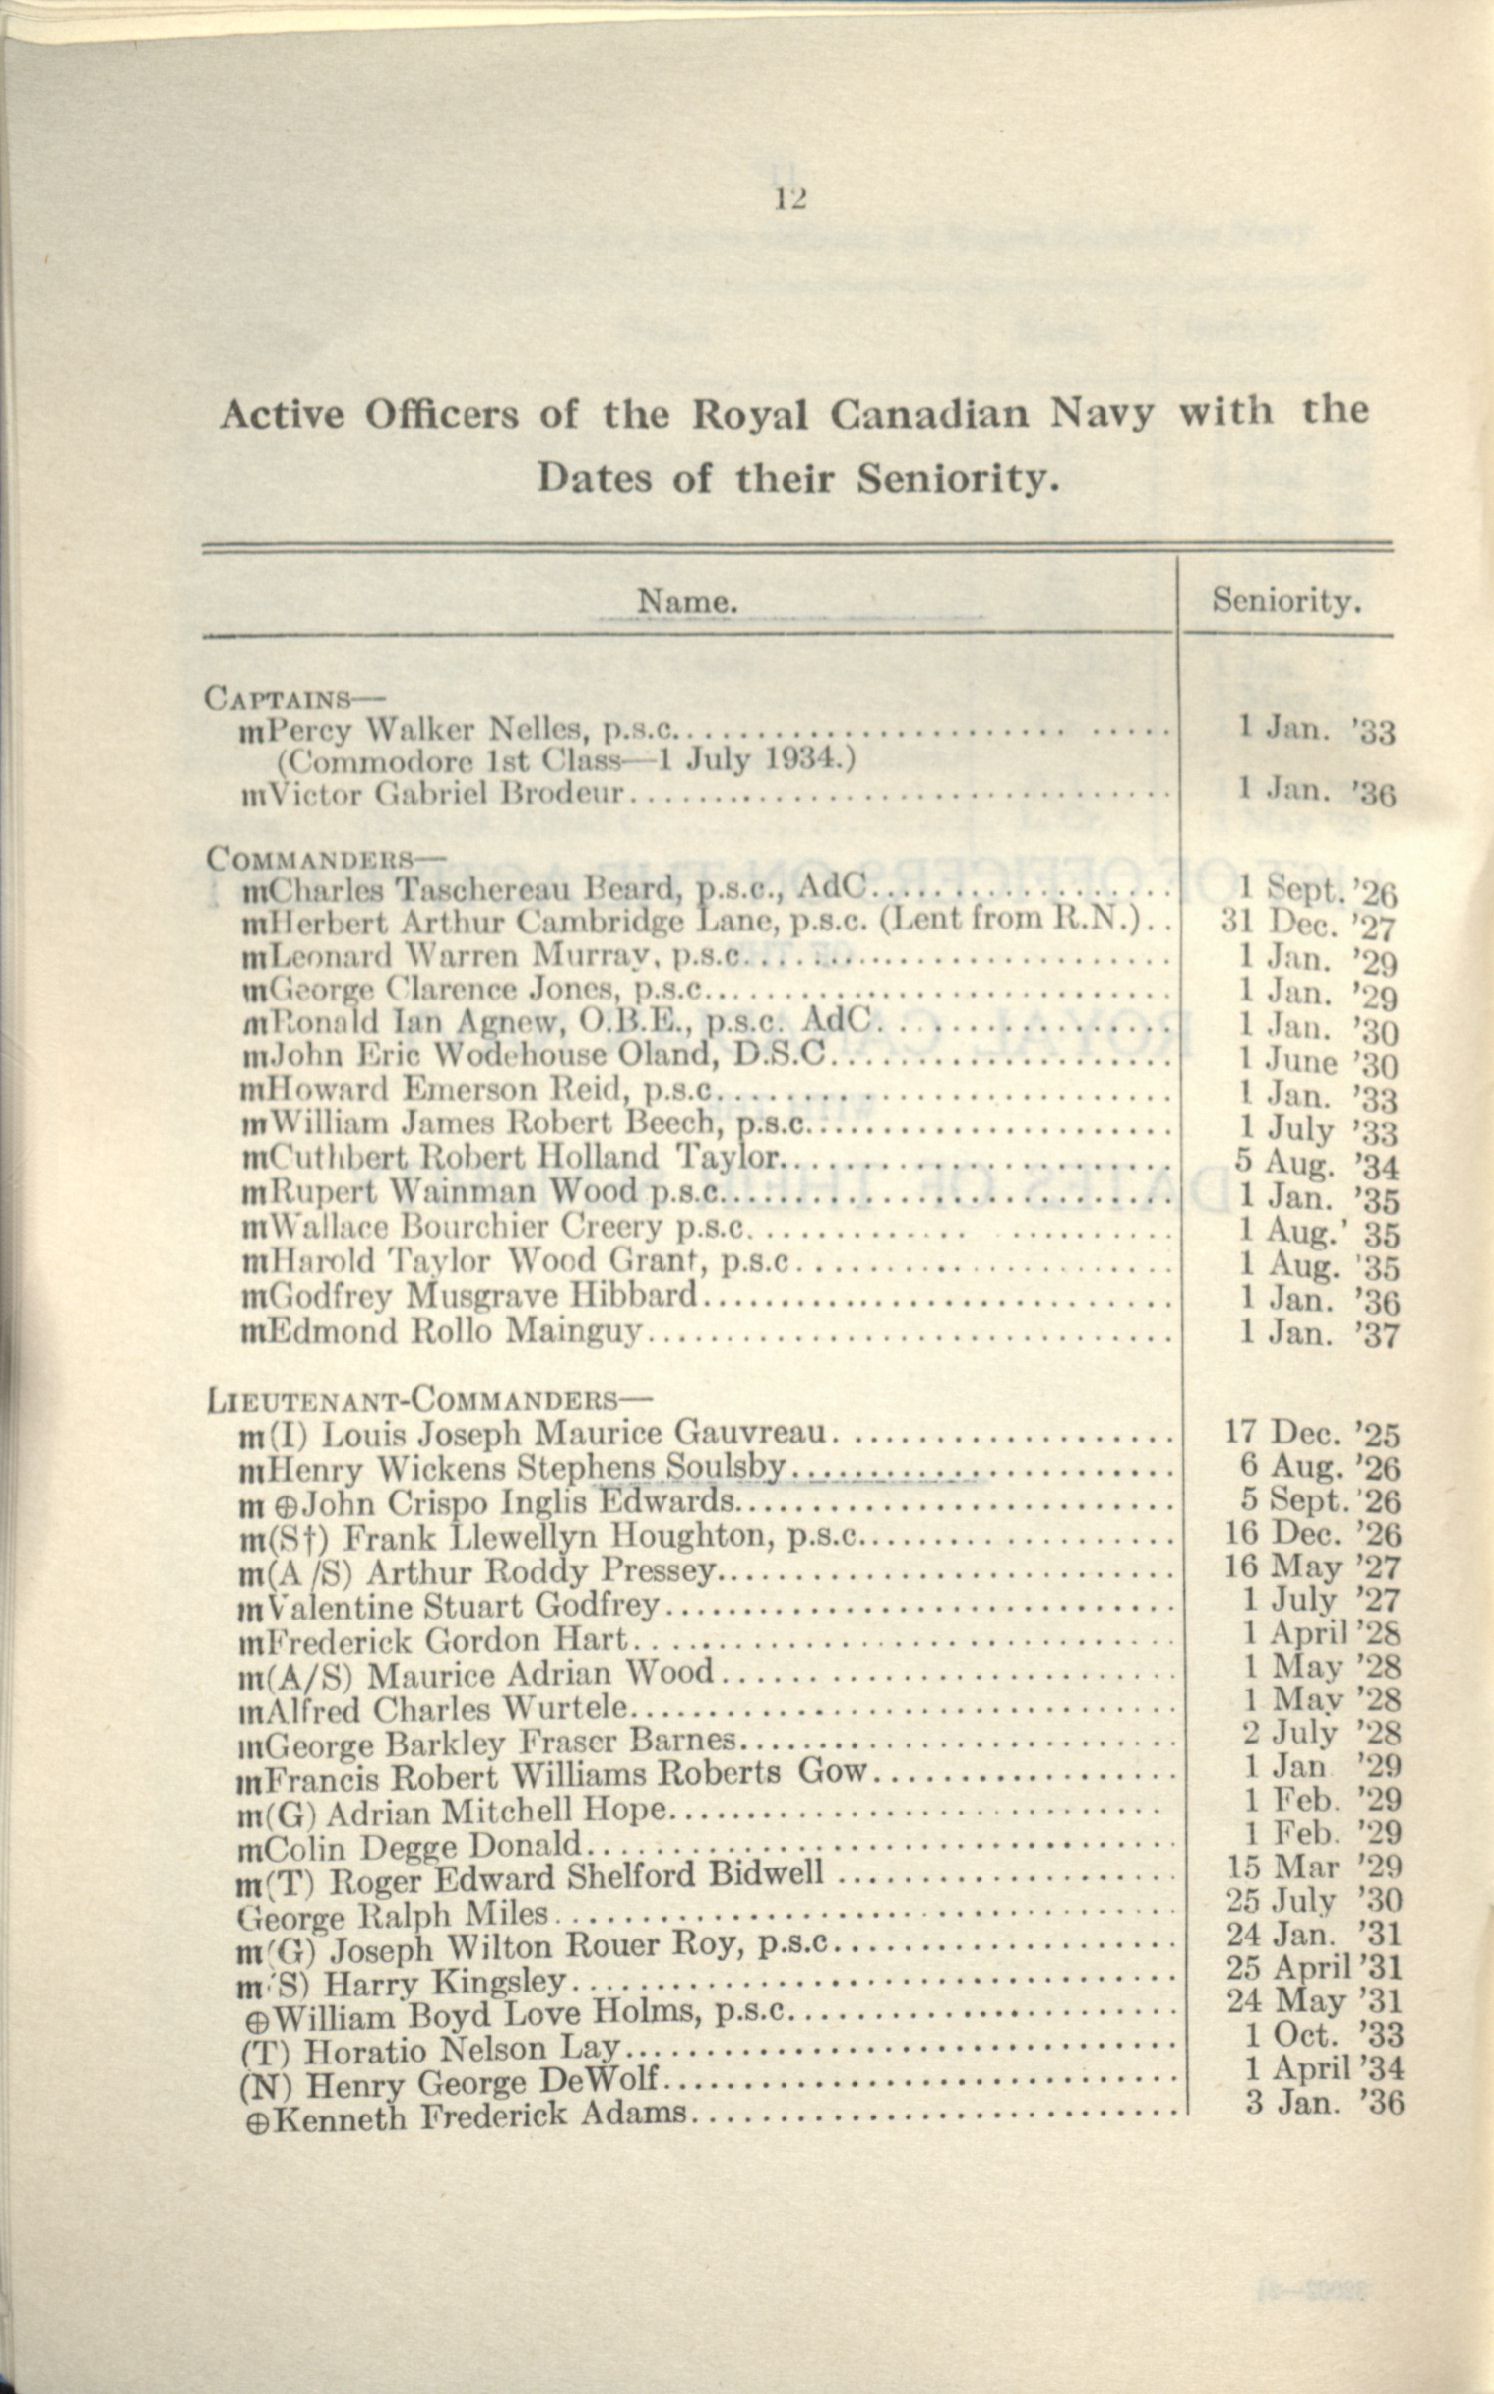 12
Active Officers of the Royal Canadian Navy with the
Dates of their Seniority.
Name. Seniority.
CAPTAINS—
mPercy Walker Nelles, p.s.c. 1 Jan. '33
(Commodore 1st Class—1 July 1934.)
mVictor Gabriel Brodeur 1 Jan. '36
COMMANDERS—
mCharles Taschereau Beard, p.s.c., AdC. 1 Sept. '26
mHerbert Arthur Cambridge Lane, p.s.c. (Lent from R.N.) 31 Dec. '27
mLeonard Warren Murray, p.s.c. 1 Jan. '29
mGeorge Clarence Jones, p.s.c. 1 Jan. '29
mRonald Ian Agnew, O.B.E., p.s.c. AdC. 1 Jan. '30
mJohn Eric Wodehouse Oland, D.S.C. 1 June '30
mHoward Emerson Reid, p.s.c. 1 Jan. '33
mWilliam James Robert Beech, p.s.c. 1 July '33
mCuthbert Robert Holland Taylor. 5 Aug. '34
mRupert Wainman Wood p.s.c. 1 Jan. '35
mWallace Bourchier Creery p.s.c. 1 Aug.' 35
mHarold Taylor Wood Grant, p.s.c. 1 Aug. '35
mGodfrey Musgrave Hibbard 1 Jan. '36
mEdmond Rollo Mainguy 1 Jan. '37
LIEUTENANT-COMMANDERS—
m(I) Louis Joseph Maurice Gauvreau 17 Dec. '25
mHenry Wickens Stephens Soulsby 6 Aug. '26
m ⊕John Crispo Inglis Edwards 5 Sept. '26
m(S†) Frank Llewellyn Houghton, p.s.c. 16 Dec. '26
m(A/S) Arthur Roddy Pressey 16 May '27
mValentine Stuart Godfrey 1 July '27
mFrederick Gordon Hart 1 April '28
m(A/S) Maurice Adrian Wood 1 May '28
mAlfred Charles Wurtele 1 May '28
mGeorge Barkley Fraser Barnes 2 July '28
mFrancis Robert Williams Roberts Gow 1 Jan '29
m(G) Adrian Mitchell Hope 1 Feb. '29
mColin Degge Donald 1 Feb. '29
m(T) Roger Edward Shelford Bidwell 15 Mar '29
George Ralph Miles 25 July '30
m(G) Joseph Wilton Rouer Roy, p.s.c. 24 Jan. '31
m(S) Harry Kingsley 25 April '31
⊕William Boyd Love Holms, p.s.c. 24 May '31
(T) Horatio Nelson Lay 1 Oct. '33
(N) Henry George DeWolf 1 April '34
⊕Kenneth Frederick Adams 3 Jan. '36